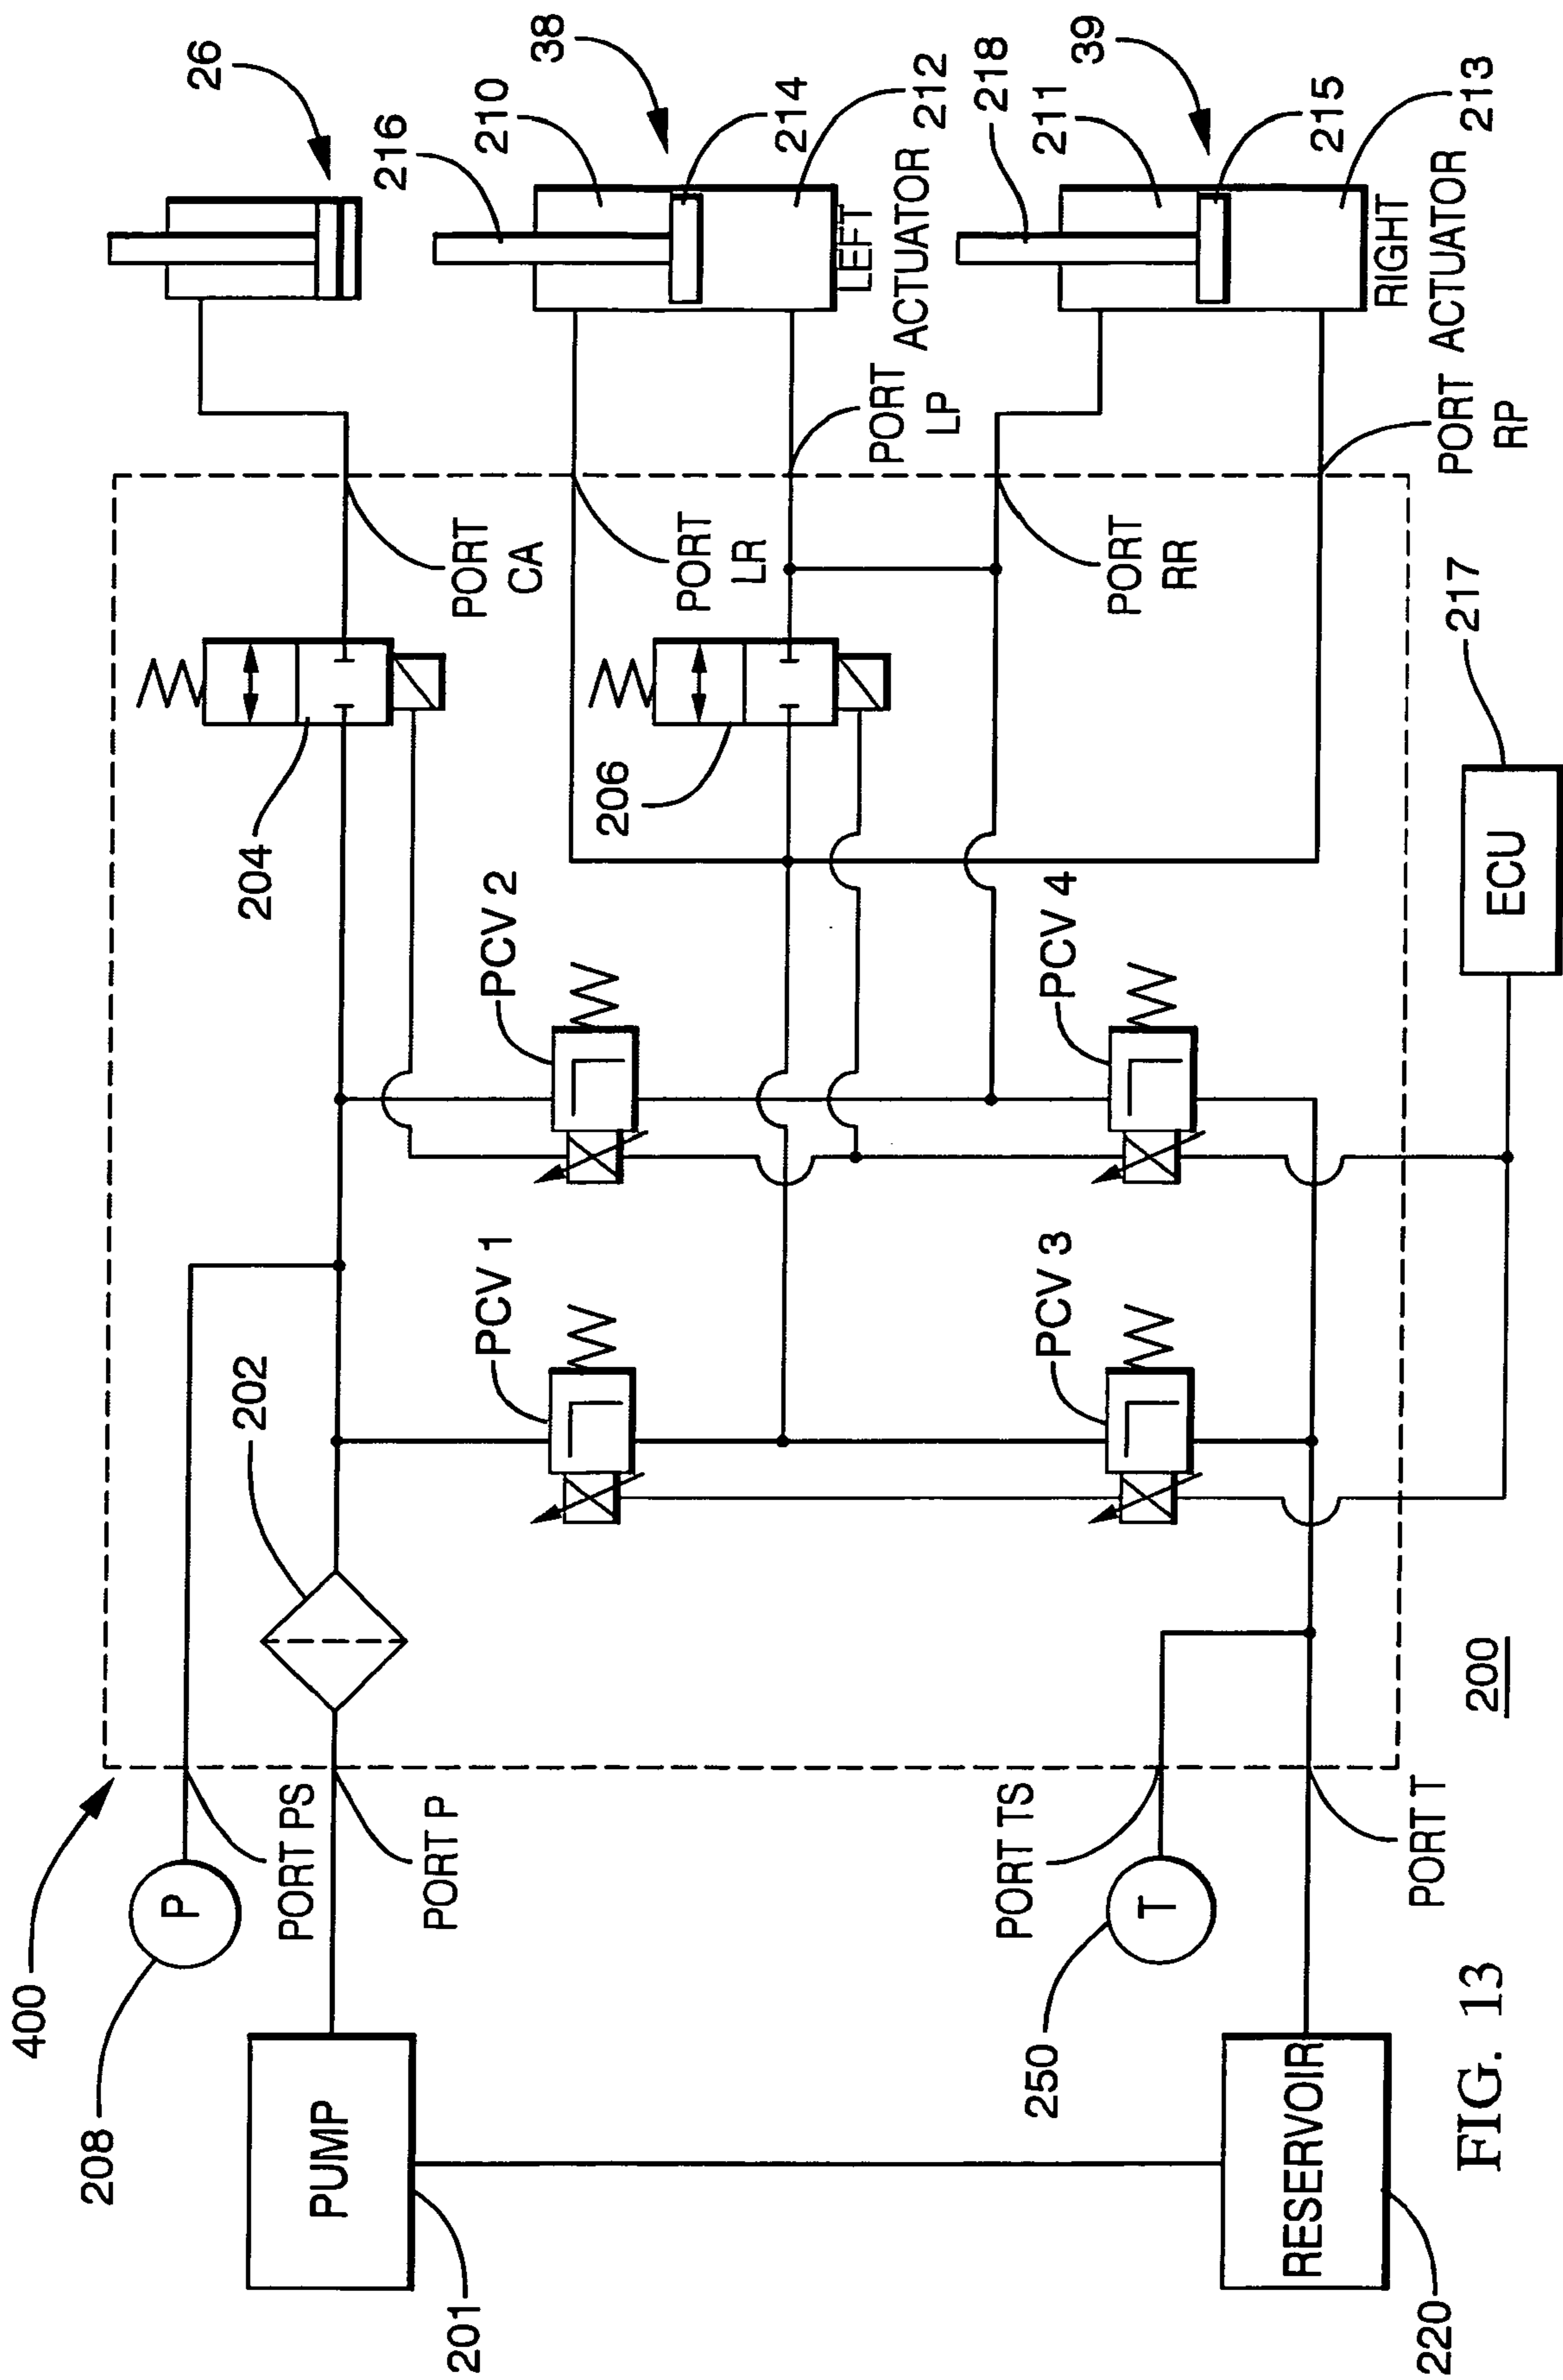 400
208
P
PORT PS
PORT P
PUMP
201
202
PCV 1
PCV 2
204
PORT
CA
26
216
210
38
214
212
LEFT
ACTUATOR
PORT
LR
206
PORT
LP
218
211
39
215
213
RIGHT
ACTUATOR
PORT
RR
PORT
RP
PCV 3
PCV 4
217
ECU
PORT TS
T
250
PORT T
RESERVOIR
220
200
FIG. 13